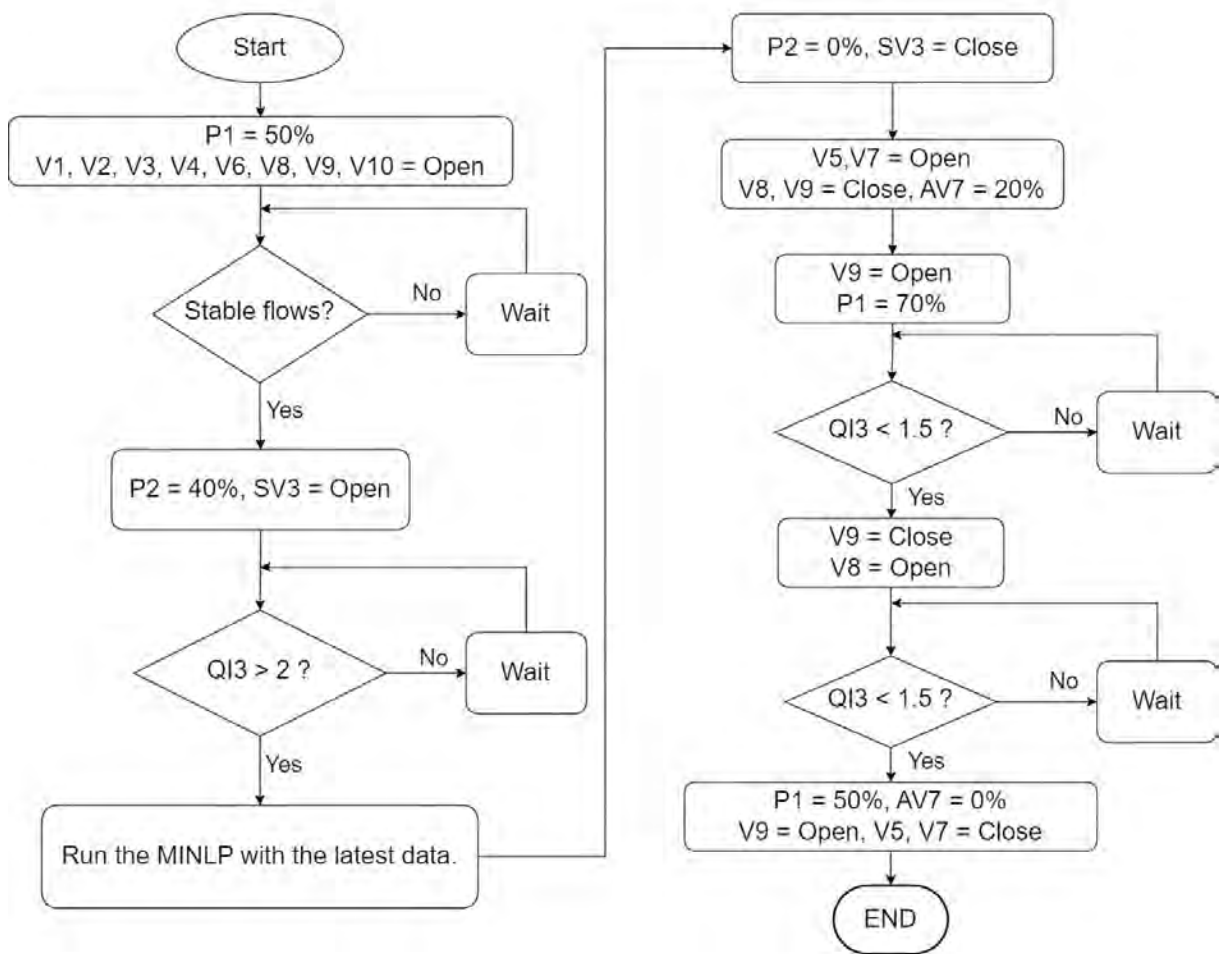 Start
P1 = 50%
V1, V2, V3, V4, V6, V8, V9, V10 = Open
Stable flows?
No
Wait
Yes
P2 = 40%, SV3 = Open
QI3 > 2 ?
No
Wait
Yes
Run the MINLP with the latest data.
P2 = 0%, SV3 = Close
V5,V7 = Open
V8, V9 = Close, AV7 = 20%
V9 = Open
P1 = 70%
QI3 < 1.5 ?
No
Wait
Yes
V9 = Close
V8 = Open
QI3 < 1.5 ?
No
Wait
Yes
P1 = 50%, AV7 = 0%
V9 = Open, V5, V7 = Close
END